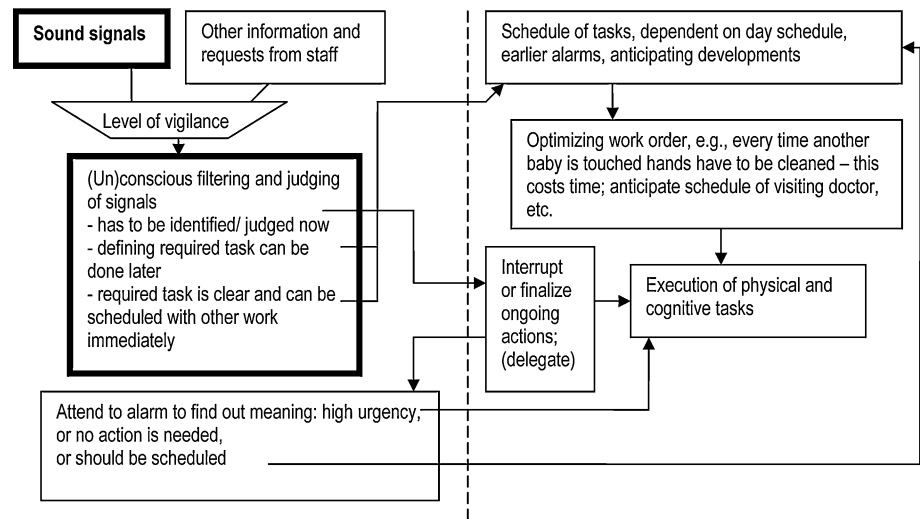 Sound signals
Other information and
requests from staff
Level of vigilance
(Un)conscious filtering and judging
of signals
- has to be identified/ judged now
- defining required task can be
done later
- required task is clear and can be
scheduled with other work
immediately
Attend to alarm to find out meaning: high urgency,
or no action is needed,
or should be scheduled
Schedule of tasks, dependent on day schedule,
earlier alarms, anticipating developments
Optimizing work order, e.g., every time another
baby is touched hands have to be cleaned – this
costs time; anticipate schedule of visiting doctor,
etc.
Interrupt
or finalize
ongoing
actions;
(delegate)
Execution of physical and
cognitive tasks